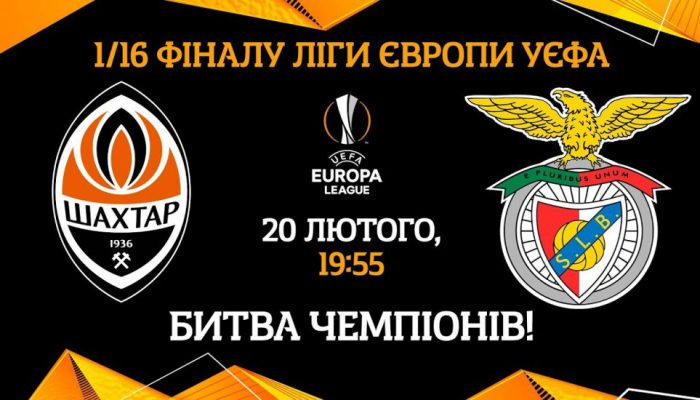 1/16 ФІНАЛУ ЛІГИ ЄВРОПИ УЄФА
ШАХТАР
1936
UEFA
EUROPA
LEAGUE
E PLURIBUS UNUM
S.L.B.
20 ЛЮТОГО,
19:55
БИТВА ЧЕМПІОНІВ!